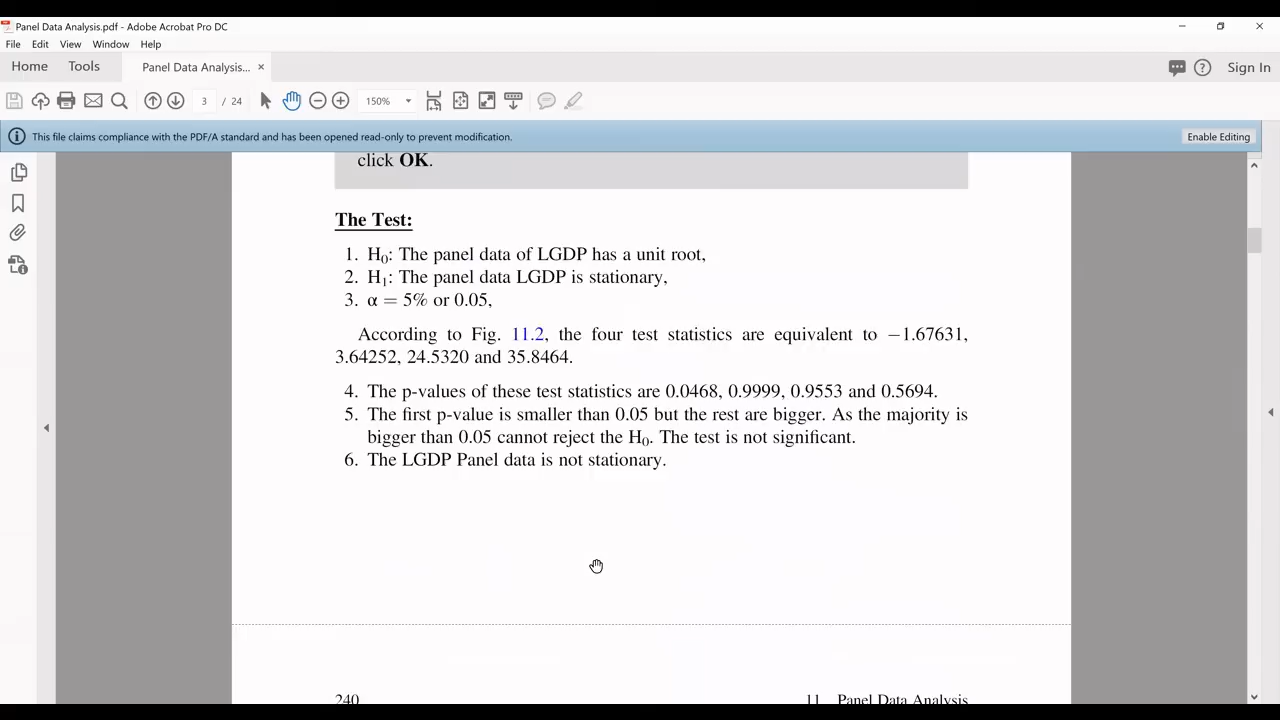 Panel Data Analysis.pdf - Adobe Acrobat Pro DC
File Edit View Window Help
Home Tools Panel Data Analysis... × Sign In
3 / 24 150%
This file claims compliance with the PDF/A standard and has been opened read-only to prevent modification. Enable Editing
click OK.
The Test:
1. H₀: The panel data of LGDP has a unit root,
2. H₁: The panel data LGDP is stationary,
3. α = 5% or 0.05,
According to Fig. 11.2, the four test statistics are equivalent to −1.67631,
3.64252, 24.5320 and 35.8464.
4. The p-values of these test statistics are 0.0468, 0.9999, 0.9553 and 0.5694.
5. The first p-value is smaller than 0.05 but the rest are bigger. As the majority is
bigger than 0.05 cannot reject the H₀. The test is not significant.
6. The LGDP Panel data is not stationary.
240 11 Panel Data Analysis